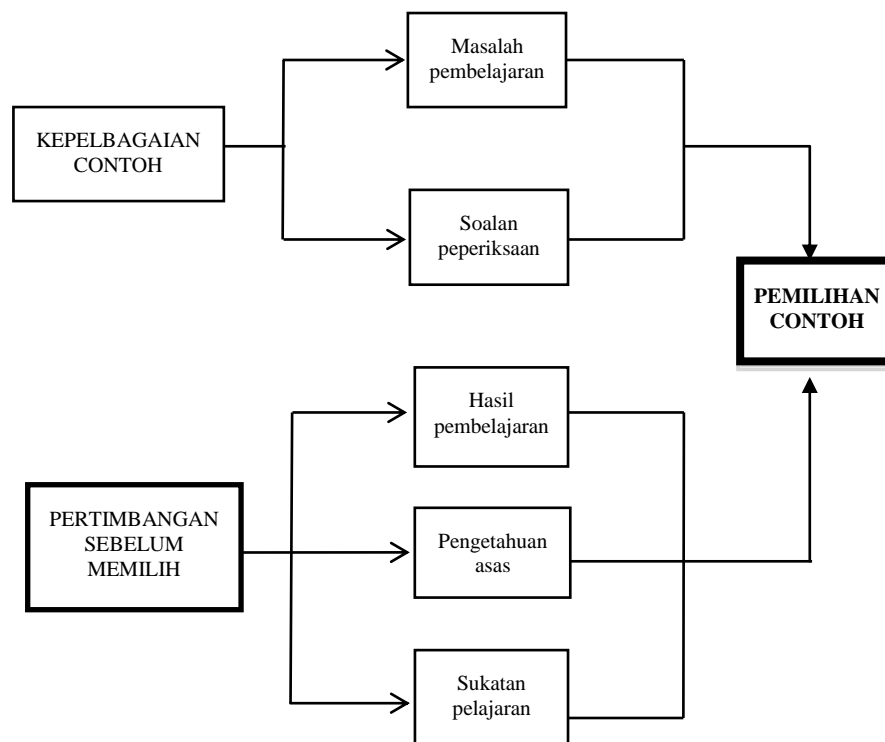 Masalah
pembelajaran
KEPELBAGAIAN
CONTOH
Soalan
peperiksaan
PEMILIHAN
CONTOH
Hasil
pembelajaran
PERTIMBANGAN
SEBELUM
MEMILIH
Pengetahuan
asas
Sukatan
pelajaran